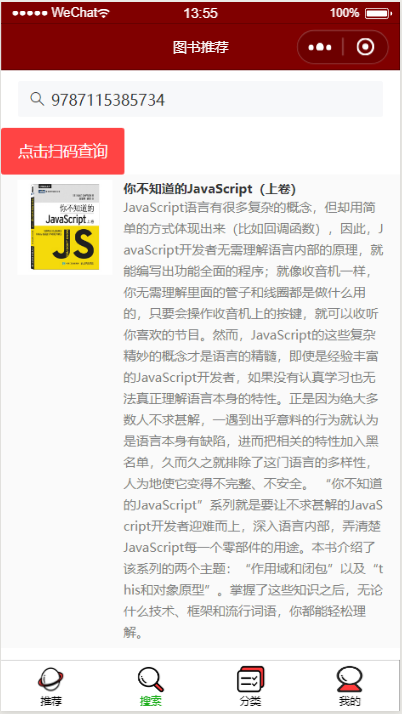 WeChat 13:55 100%
图书推荐
9787115385734
点击扫码查询
你不知道的JavaScript（上卷）
JavaScript语言有很多复杂的概念，但却用简
单的方式体现出来（比如回调函数），因此，J
avaScript开发者无需理解语言内部的原理，就
能编写出功能全面的程序；就像收音机一样，
你无需理解里面的管子和线圈都是做什么用
的，只要会操作收音机上的按键，就可以收听
你喜欢的节目。然而，JavaScript的这些复杂
精妙的概念才是语言的精髓，即使是经验丰富
的JavaScript开发者，如果没有认真学习也无
法真正理解语言本身的特性。正是因为绝大多
数人不求甚解，一遇到出乎意料的行为就认为
是语言本身有缺陷，进而把相关的特性加入黑
名单，久而久之就排除了这门语言的多样性，
人为地使它变得不完整、不安全。 “你不知道
的JavaScript”系列就是要让不求甚解的JavaS
cript开发者迎难而上，深入语言内部，弄清楚
JavaScript每一个零部件的用途。本书介绍了
该系列的两个主题：“作用域和闭包”以及“t
his和对象原型”。掌握了这些知识之后，无论
什么技术、框架和流行词语，你都能轻松理
解。
你不知道的
JavaScript 上卷
JS
推荐 搜索 分类 我的